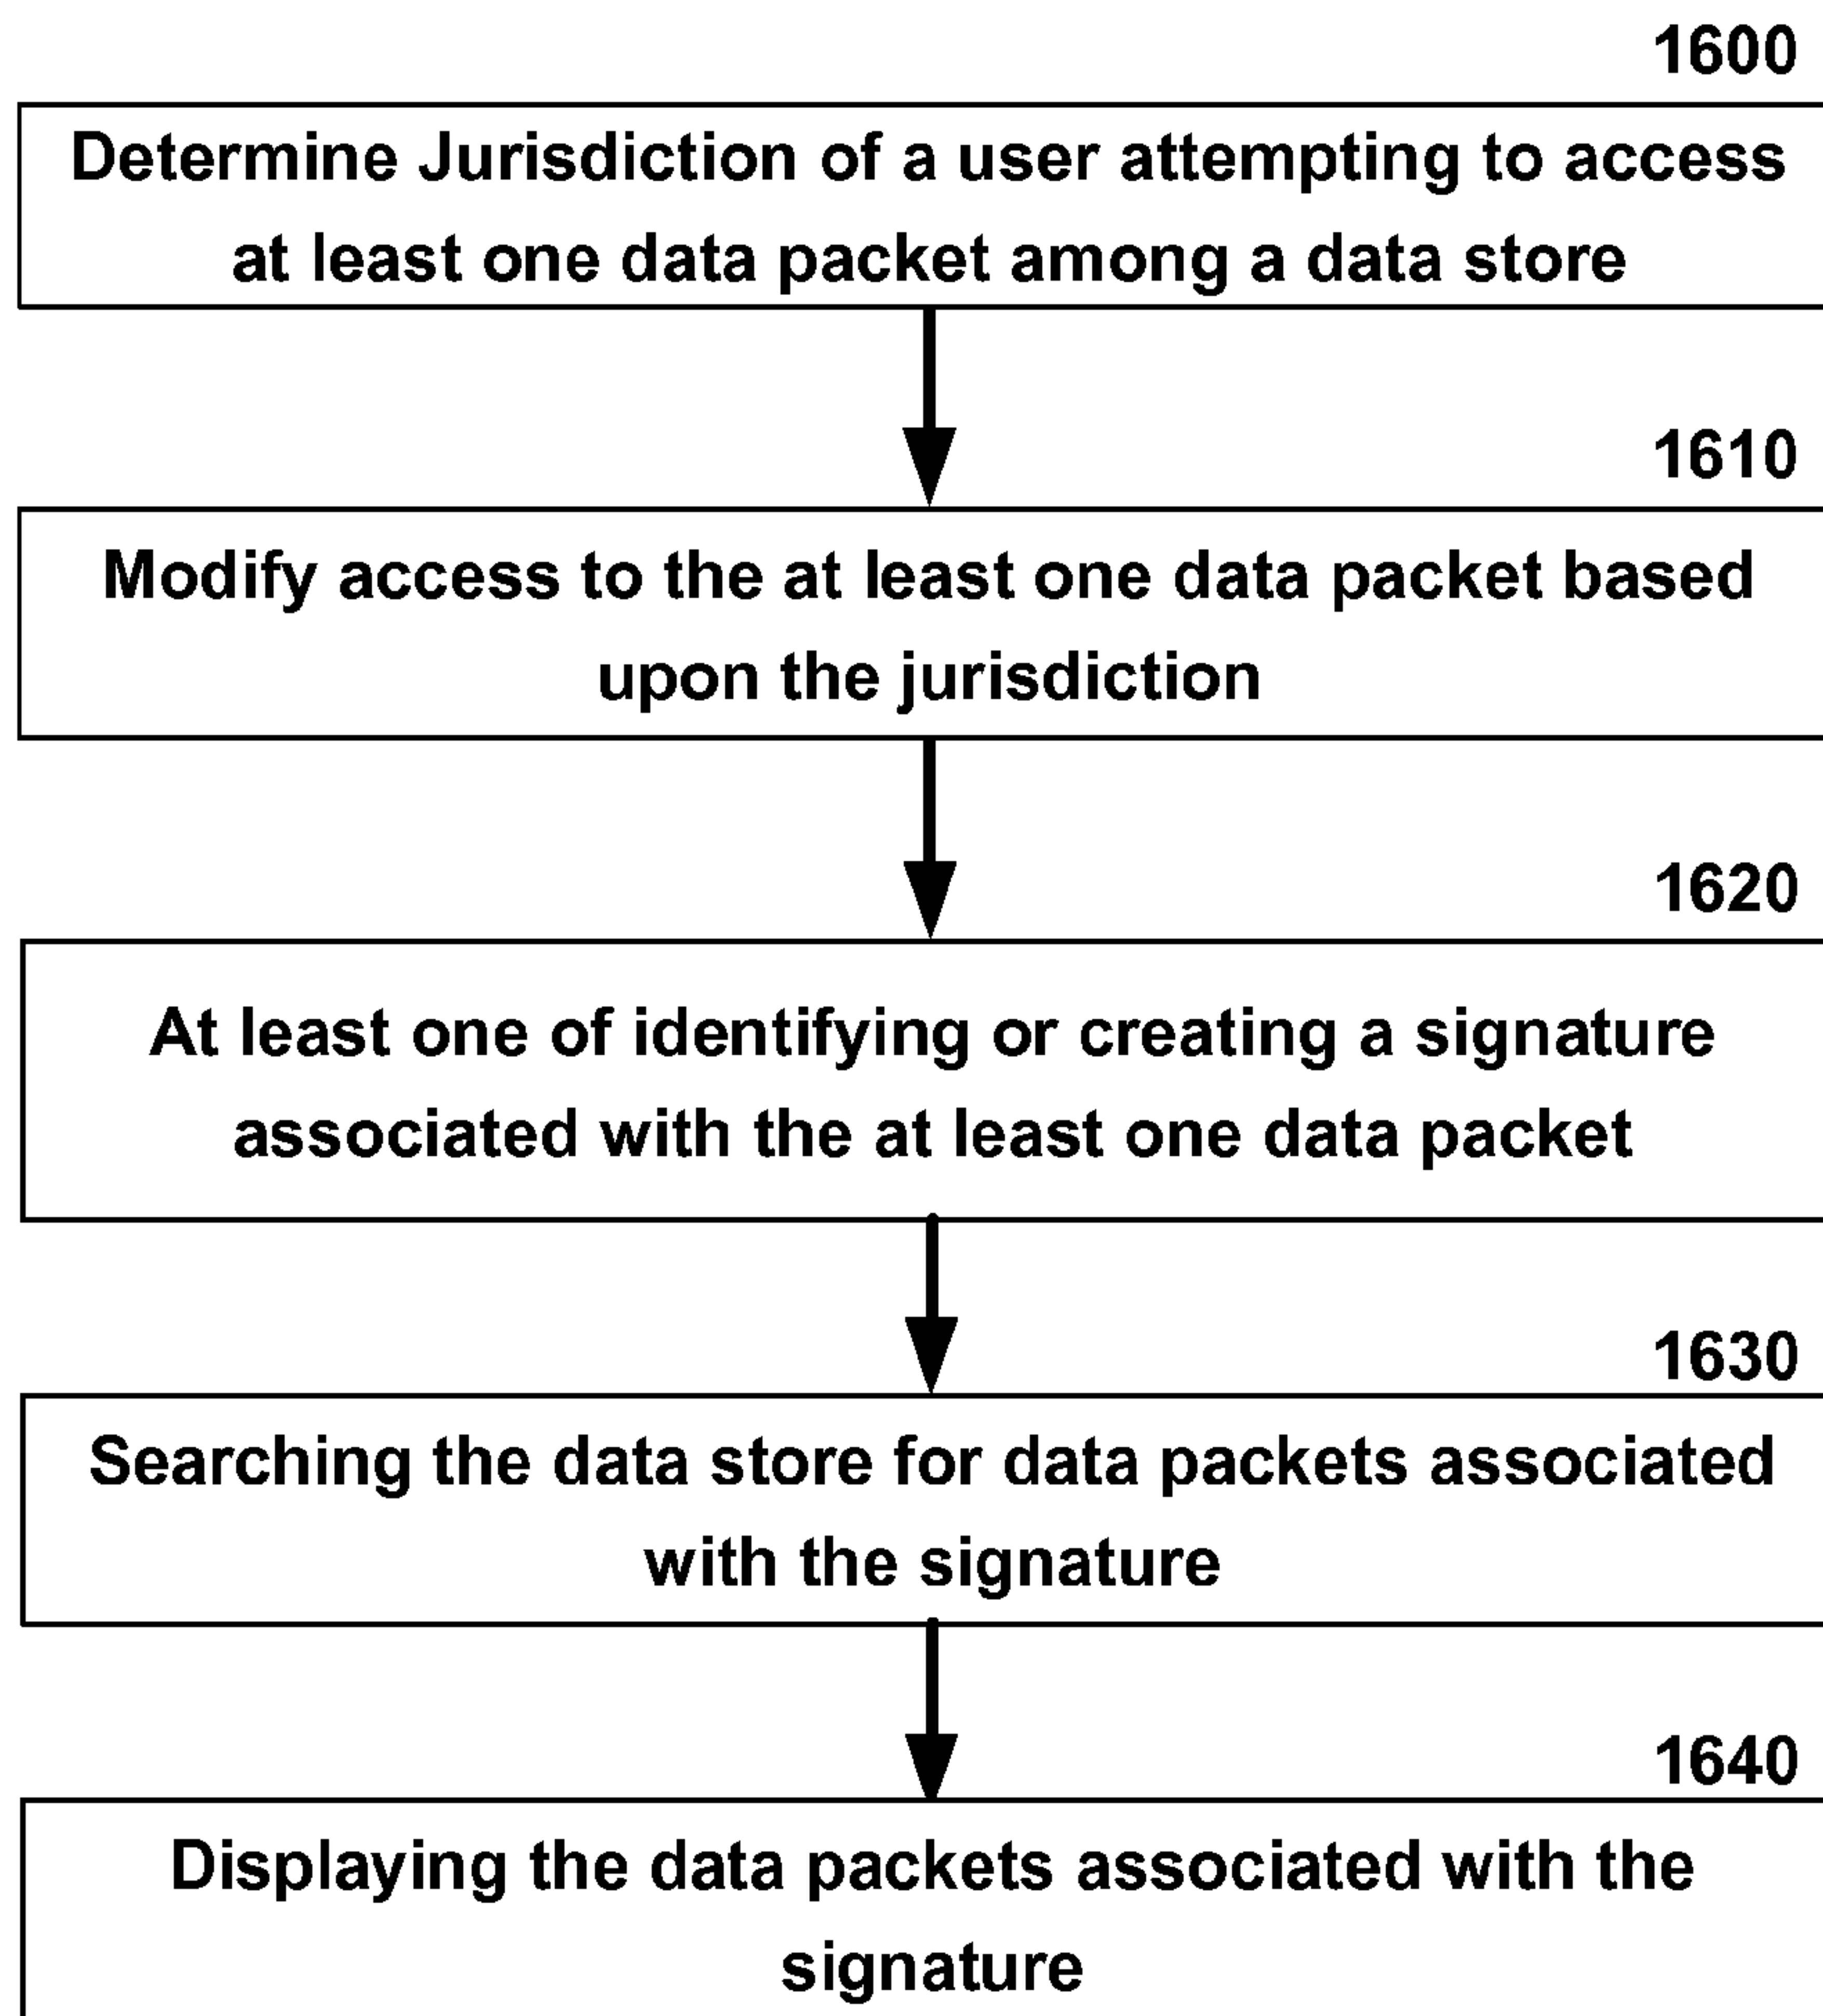 1600
Determine Jurisdiction of a user attempting to access
at least one data packet among a data store
1610
Modify access to the at least one data packet based
upon the jurisdiction
1620
At least one of identifying or creating a signature
associated with the at least one data packet
1630
Searching the data store for data packets associated
with the signature
1640
Displaying the data packets associated with the
signature